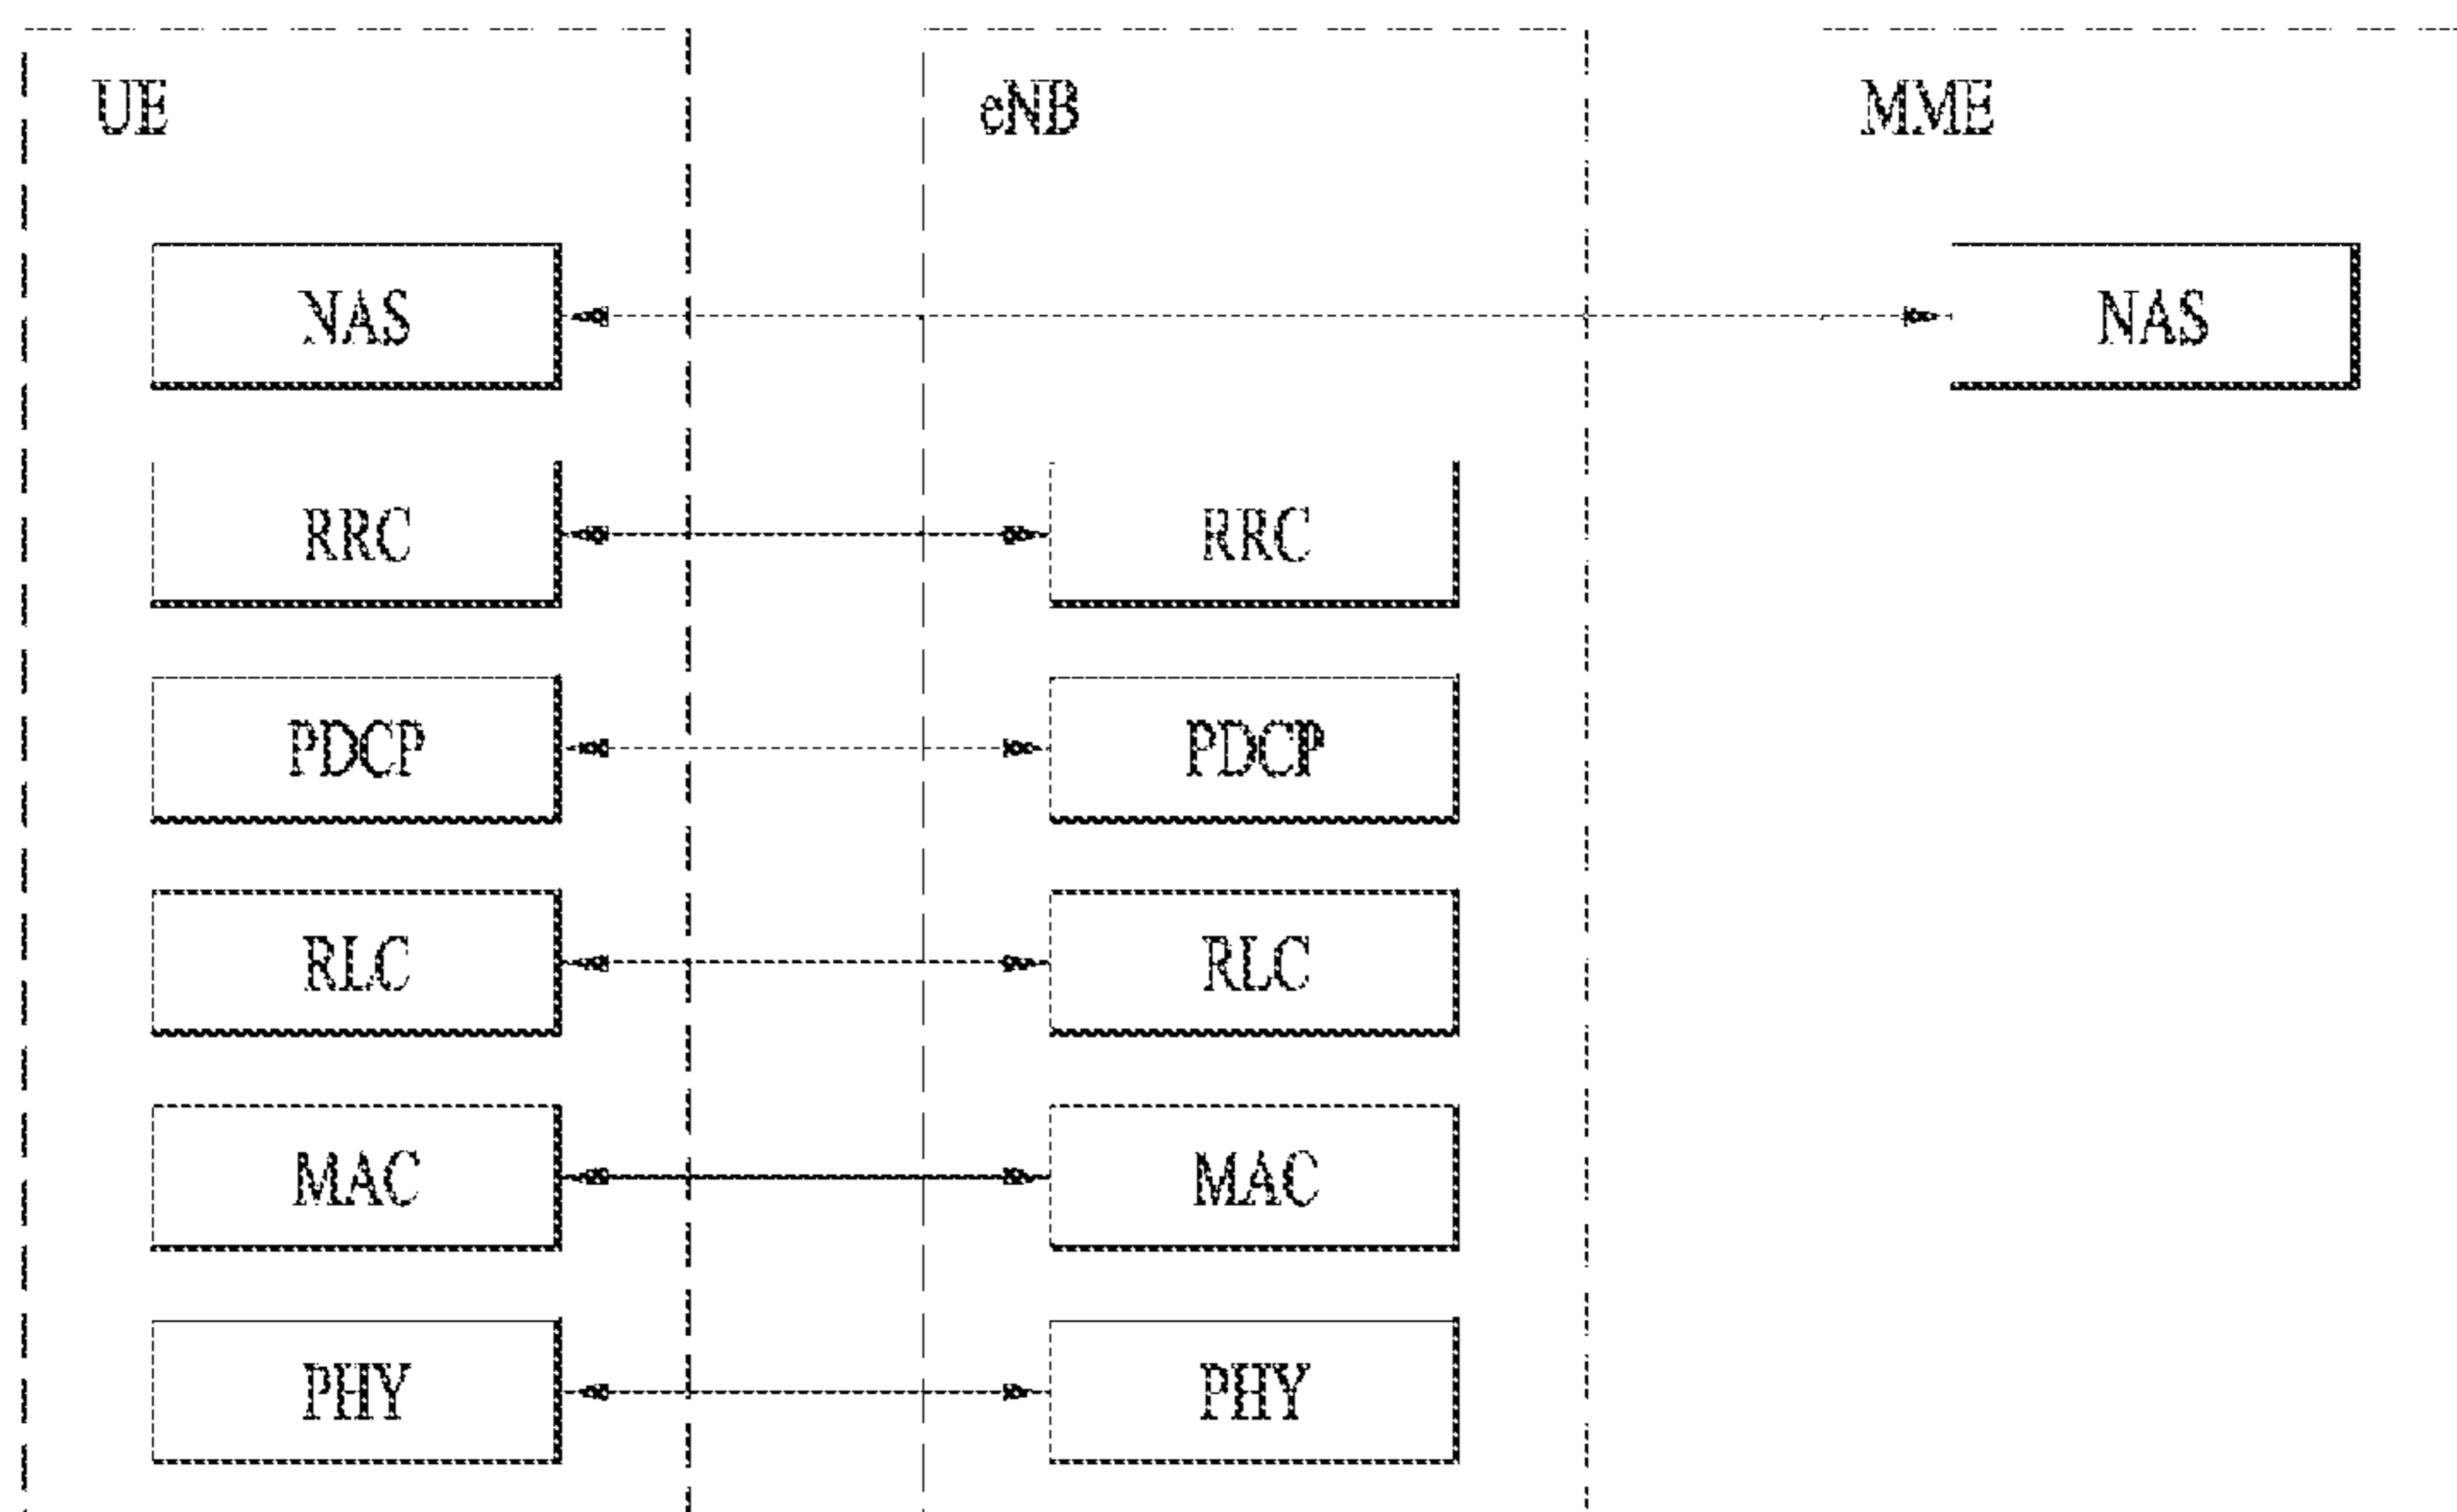 UE eNB MME
NAS NAS
RRC RRC
PDCP PDCP
RLC RLC
MAC MAC
PHY PHY